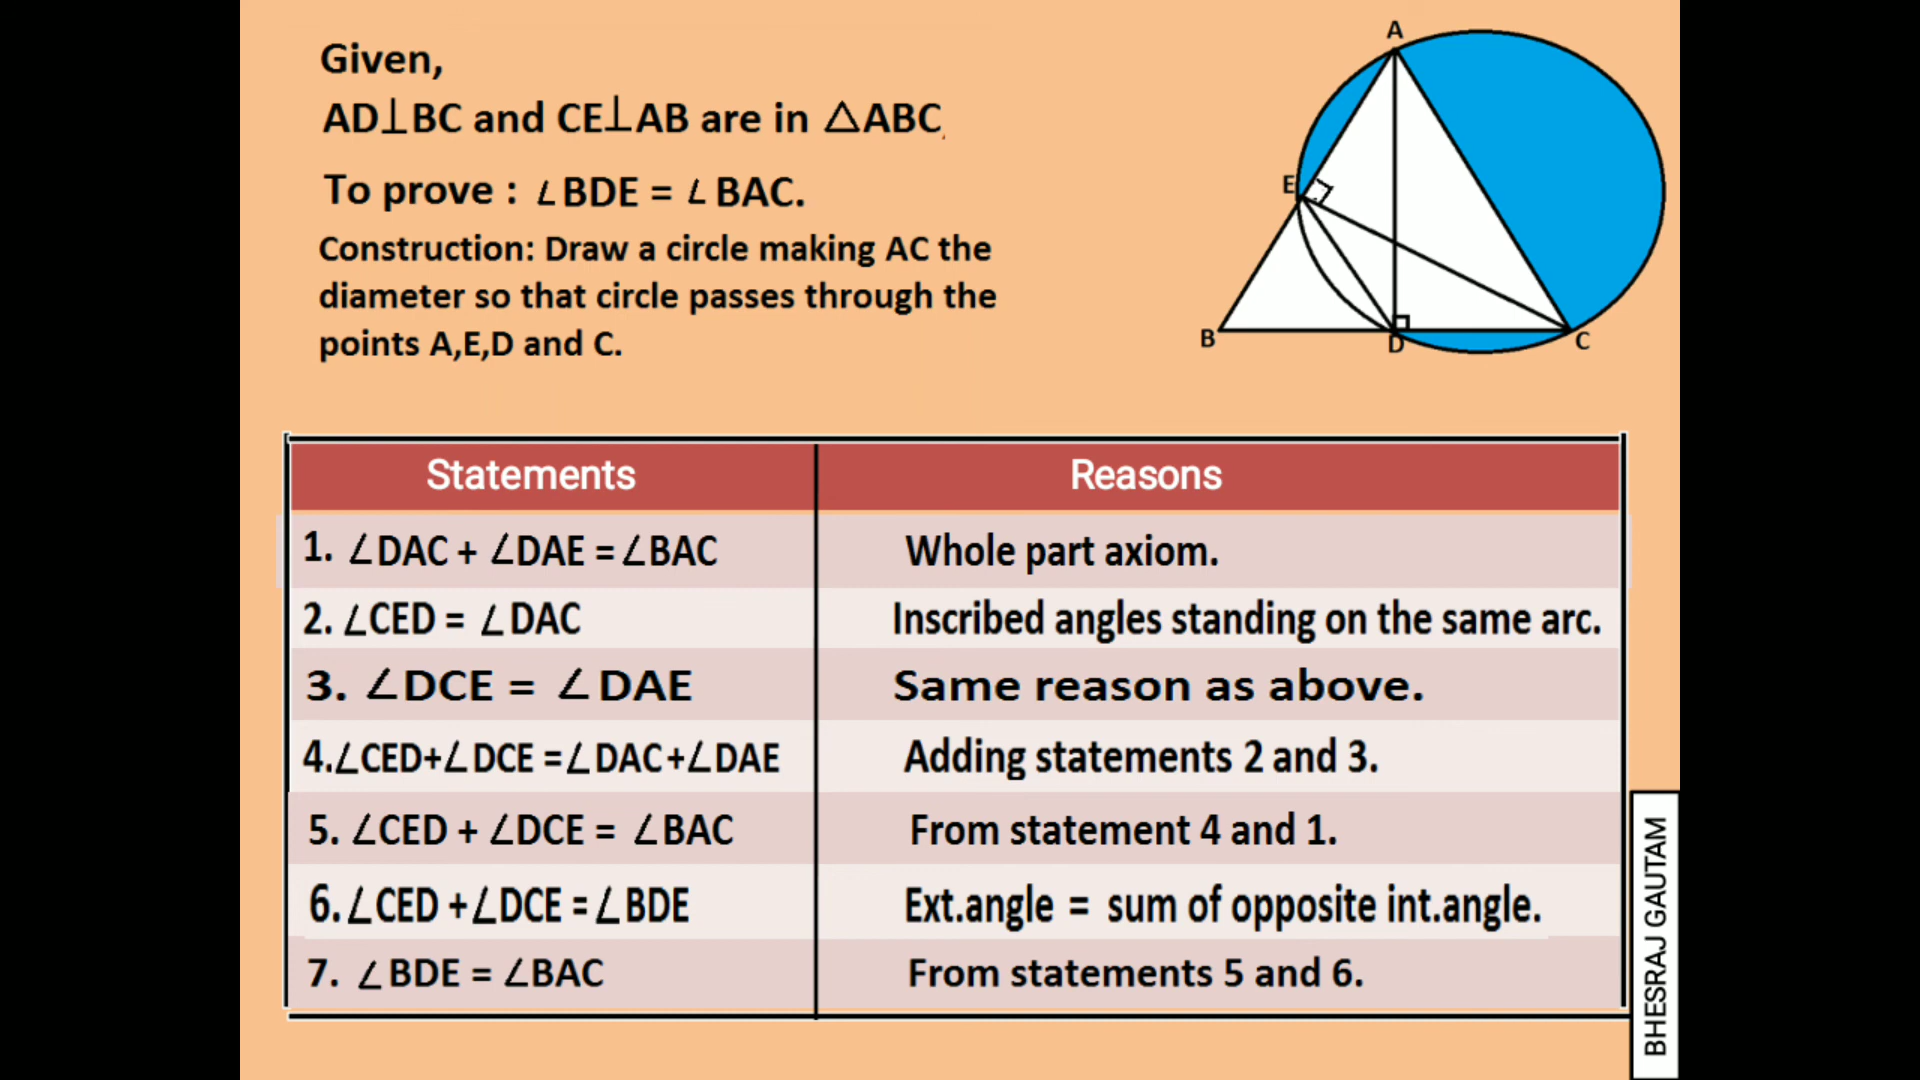 Given,
AD⊥BC and CE⊥AB are in △ABC,
To prove : ∠BDE = ∠BAC.
Construction: Draw a circle making AC the
diameter so that circle passes through the
points A,E,D and C.
A
E
B
D
C
Statements Reasons
1. ∠DAC + ∠DAE = ∠BAC Whole part axiom.
2. ∠CED = ∠DAC Inscribed angles standing on the same arc.
3. ∠DCE = ∠DAE Same reason as above.
4.∠CED+∠DCE =∠DAC+∠DAE Adding statements 2 and 3.
5. ∠CED + ∠DCE = ∠BAC From statement 4 and 1.
6.∠CED +∠DCE =∠BDE Ext.angle = sum of opposite int.angle.
7. ∠BDE = ∠BAC From statements 5 and 6.
BHESRAJ GAUTAM